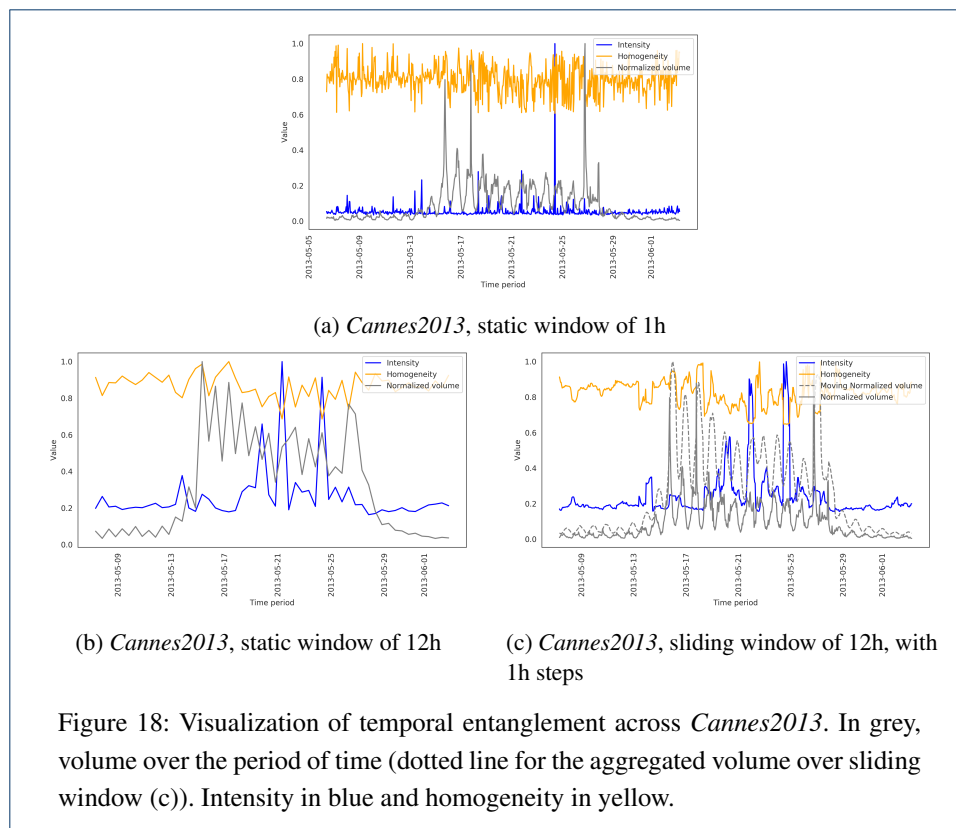 1.0
0.8
0.6
0.4
0.2
0.0
Value
Intensity
Homogeneity
Normalized volume
2013-05-05
2013-05-09
2013-05-13
2013-05-17
2013-05-21
2013-05-25
2013-05-29
2013-06-01
Time period
(a) Cannes2013, static window of 1h
1.0
0.8
0.6
0.4
0.2
0.0
Value
Intensity
Homogeneity
Normalized volume
2013-05-09
2013-05-13
2013-05-17
2013-05-21
2013-05-25
2013-05-29
2013-06-01
Time period
(b) Cannes2013, static window of 12h
1.0
0.8
0.6
0.4
0.2
0.0
Value
Intensity
Homogeneity
Moving Normalized volume
Normalized volume
2013-05-09
2013-05-13
2013-05-17
2013-05-21
2013-05-25
2013-05-29
2013-06-01
Time period
(c) Cannes2013, sliding window of 12h, with
1h steps
Figure 18: Visualization of temporal entanglement across Cannes2013. In grey,
volume over the period of time (dotted line for the aggregated volume over sliding
window (c)). Intensity in blue and homogeneity in yellow.